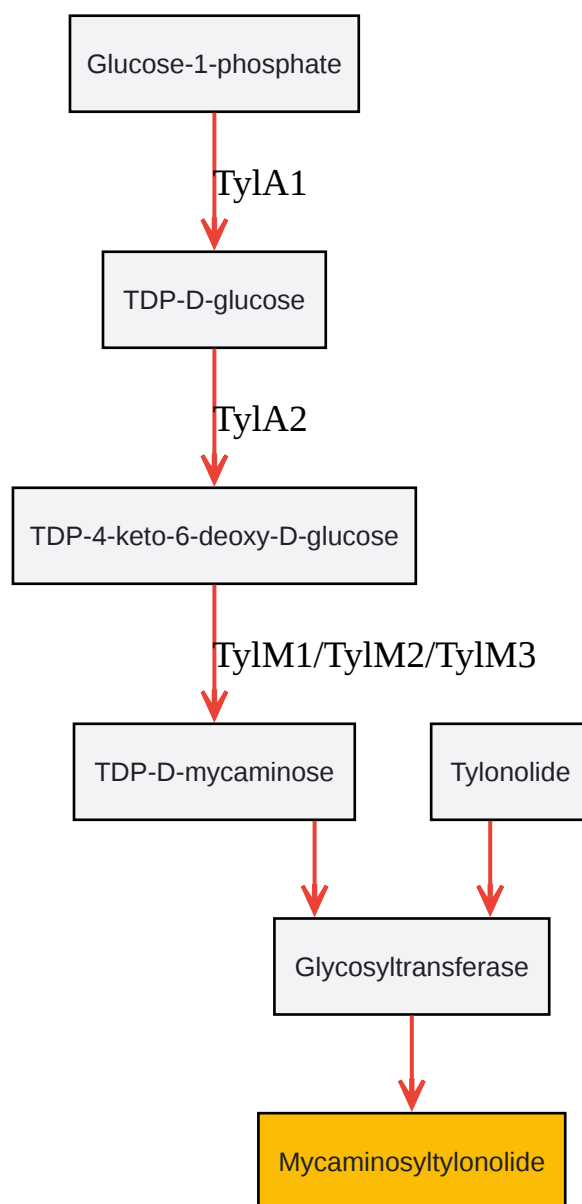 Glucose-1-phosphate
TylA1
TDP-D-glucose
TylA2
TDP-4-keto-6-deoxy-D-glucose
TylM1/TylM2/TylM3
TDP-D-mycaminose
Tylonolide
Glycosyltransferase
Mycaminosyltylonolide